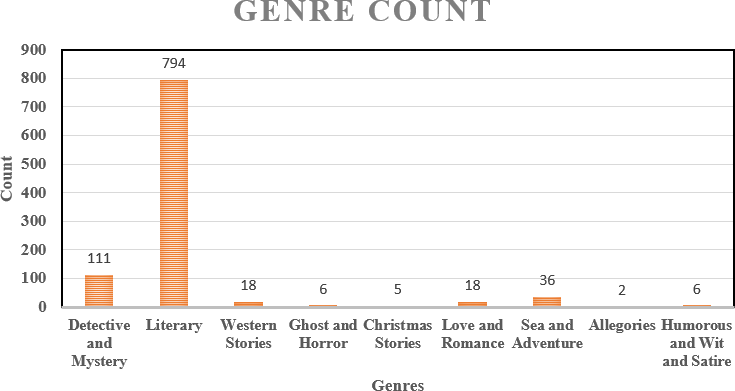 GENRE COUNT
900
800
700
600
500
400
300
200
100
0
Count
111
794
18
6
5
18
36
2
6
Detective and Mystery
Literary
Western Stories
Ghost and Horror
Christmas Stories
Love and Romance
Sea and Adventure
Allegories
Humorous and Wit and Satire
Genres